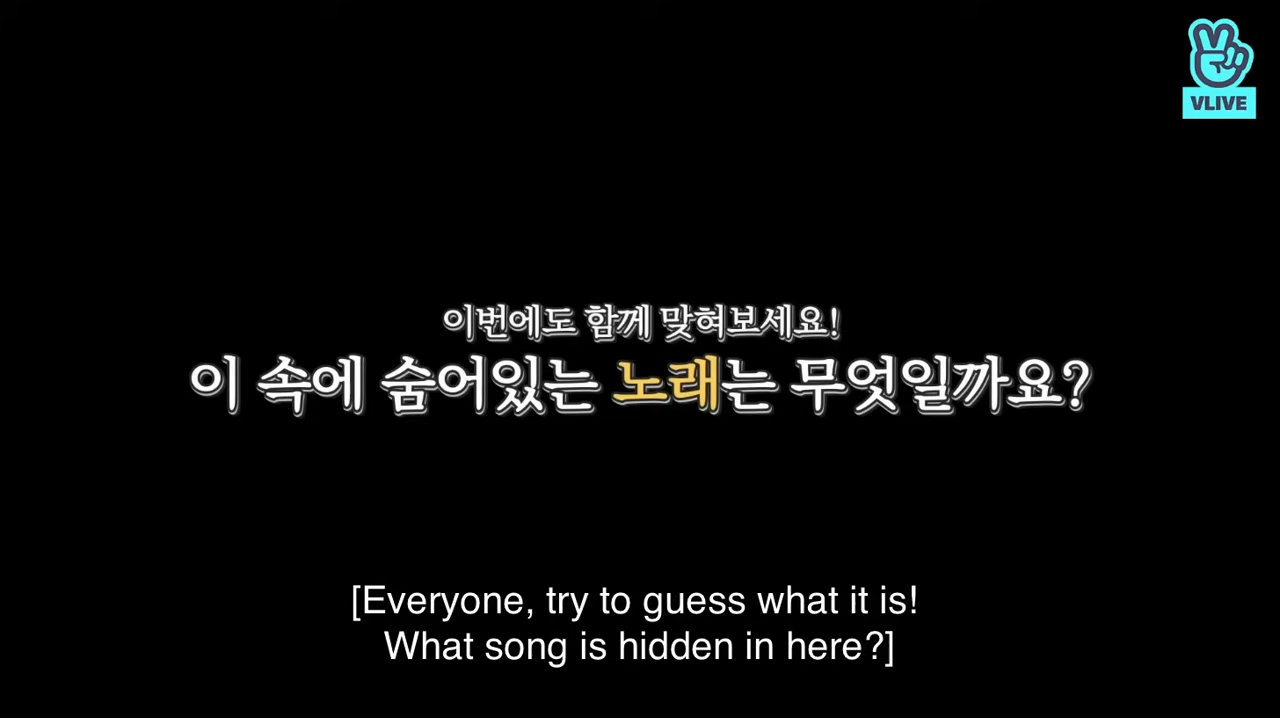 VLIVE
이번에도 함께 맞혀보세요!
이 속에 숨어있는 노래는 무엇일까요?
[Everyone, try to guess what it is!
What song is hidden in here?]